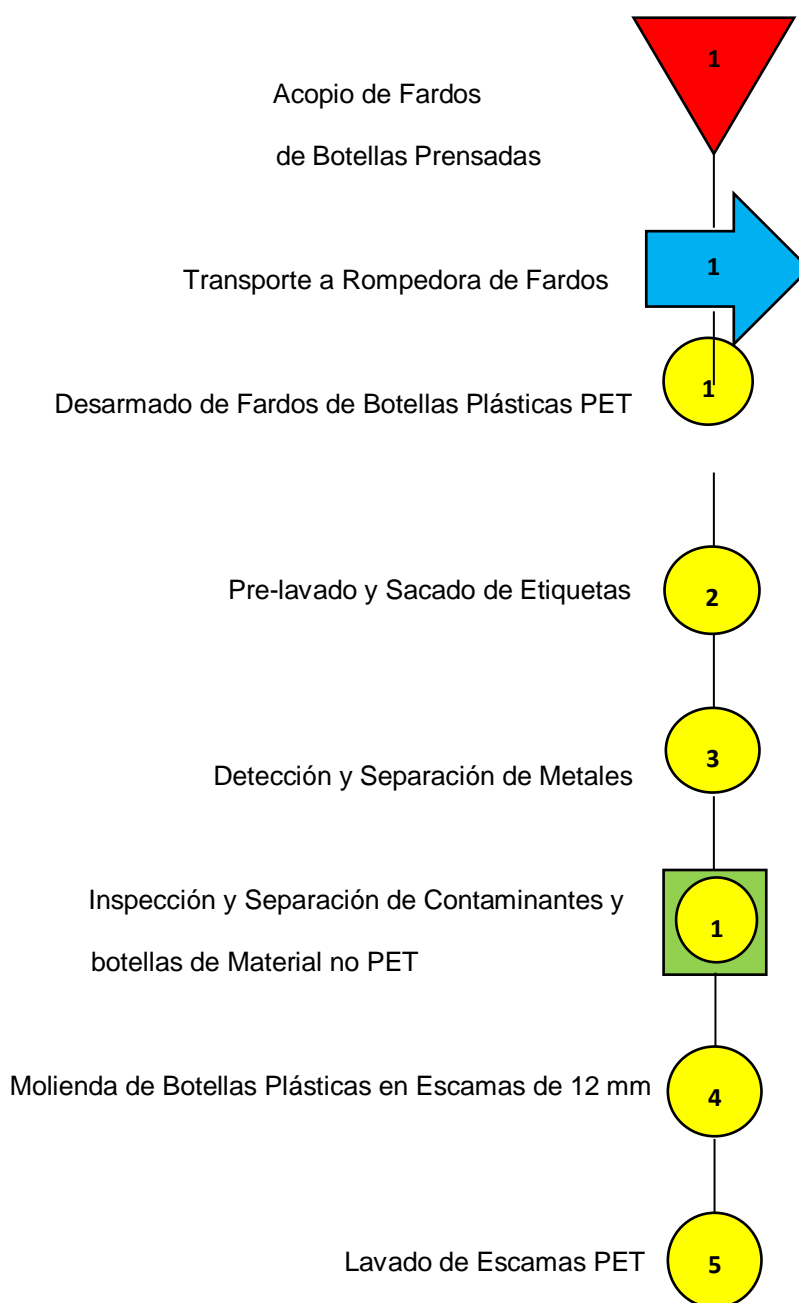 1
Acopio de Fardos
de Botellas Prensadas
1
Transporte a Rompedora de Fardos
1
Desarmado de Fardos de Botellas Plásticas PET
Pre-lavado y Sacado de Etiquetas
2
Detección y Separación de Metales
3
Inspección y Separación de Contaminantes y
botellas de Material no PET
1
Molienda de Botellas Plásticas en Escamas de 12 mm
4
Lavado de Escamas PET
5